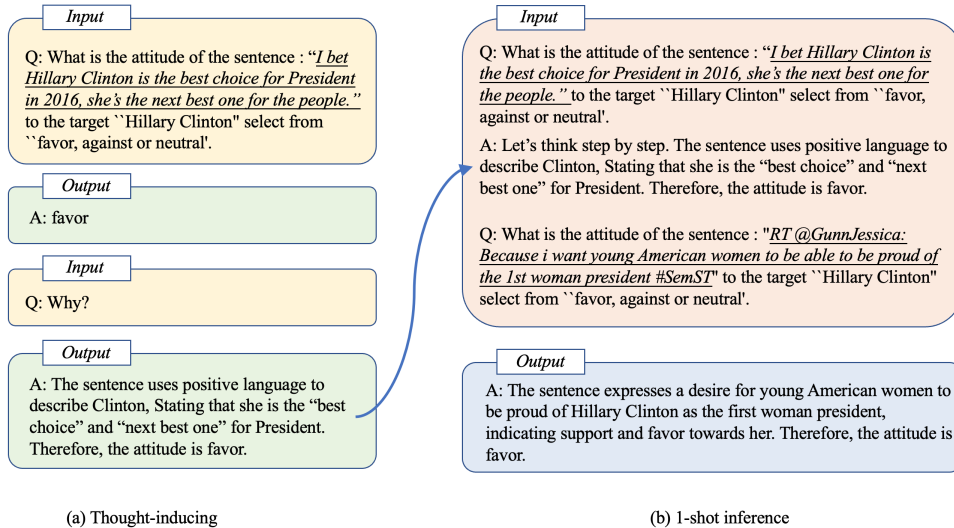 Input
Q: What is the attitude of the sentence : “I bet
Hillary Clinton is the best choice for President
in 2016, she’s the next best one for the people.”
to the target ``Hillary Clinton" select from
``favor, against or neutral'.
Output
A: favor
Input
Q: Why?
Output
A: The sentence uses positive language to
describe Clinton, Stating that she is the “best
choice” and “next best one” for President.
Therefore, the attitude is favor.
(a) Thought-inducing
Input
Q: What is the attitude of the sentence : “I bet Hillary Clinton is
the best choice for President in 2016, she’s the next best one for
the people.” to the target ``Hillary Clinton" select from ``favor,
against or neutral'.
A: Let’s think step by step. The sentence uses positive language to
describe Clinton, Stating that she is the “best choice” and “next
best one” for President. Therefore, the attitude is favor.
Q: What is the attitude of the sentence : "RT @GunnJessica:
Because i want young American women to be able to be proud of
the 1st woman president #SemST" to the target ``Hillary Clinton"
select from ``favor, against or neutral'.
Output
A: The sentence expresses a desire for young American women to
be proud of Hillary Clinton as the first woman president,
indicating support and favor towards her. Therefore, the attitude is
favor.
(b) 1-shot inference